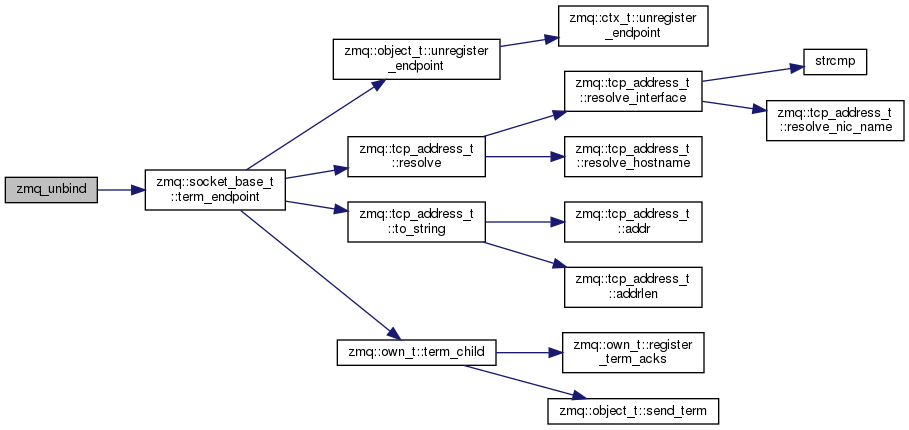 zmq_unbind
zmq::socket_base_t
::term_endpoint
zmq::object_t::unregister
_endpoint
zmq::ctx_t::unregister
_endpoint
zmq::tcp_address_t
::resolve
zmq::tcp_address_t
::resolve_interface
strcmp
zmq::tcp_address_t
::resolve_nic_name
zmq::tcp_address_t
::resolve_hostname
zmq::tcp_address_t
::to_string
zmq::tcp_address_t
::addr
zmq::tcp_address_t
::addrlen
zmq::own_t::term_child
zmq::own_t::register
_term_acks
zmq::object_t::send_term